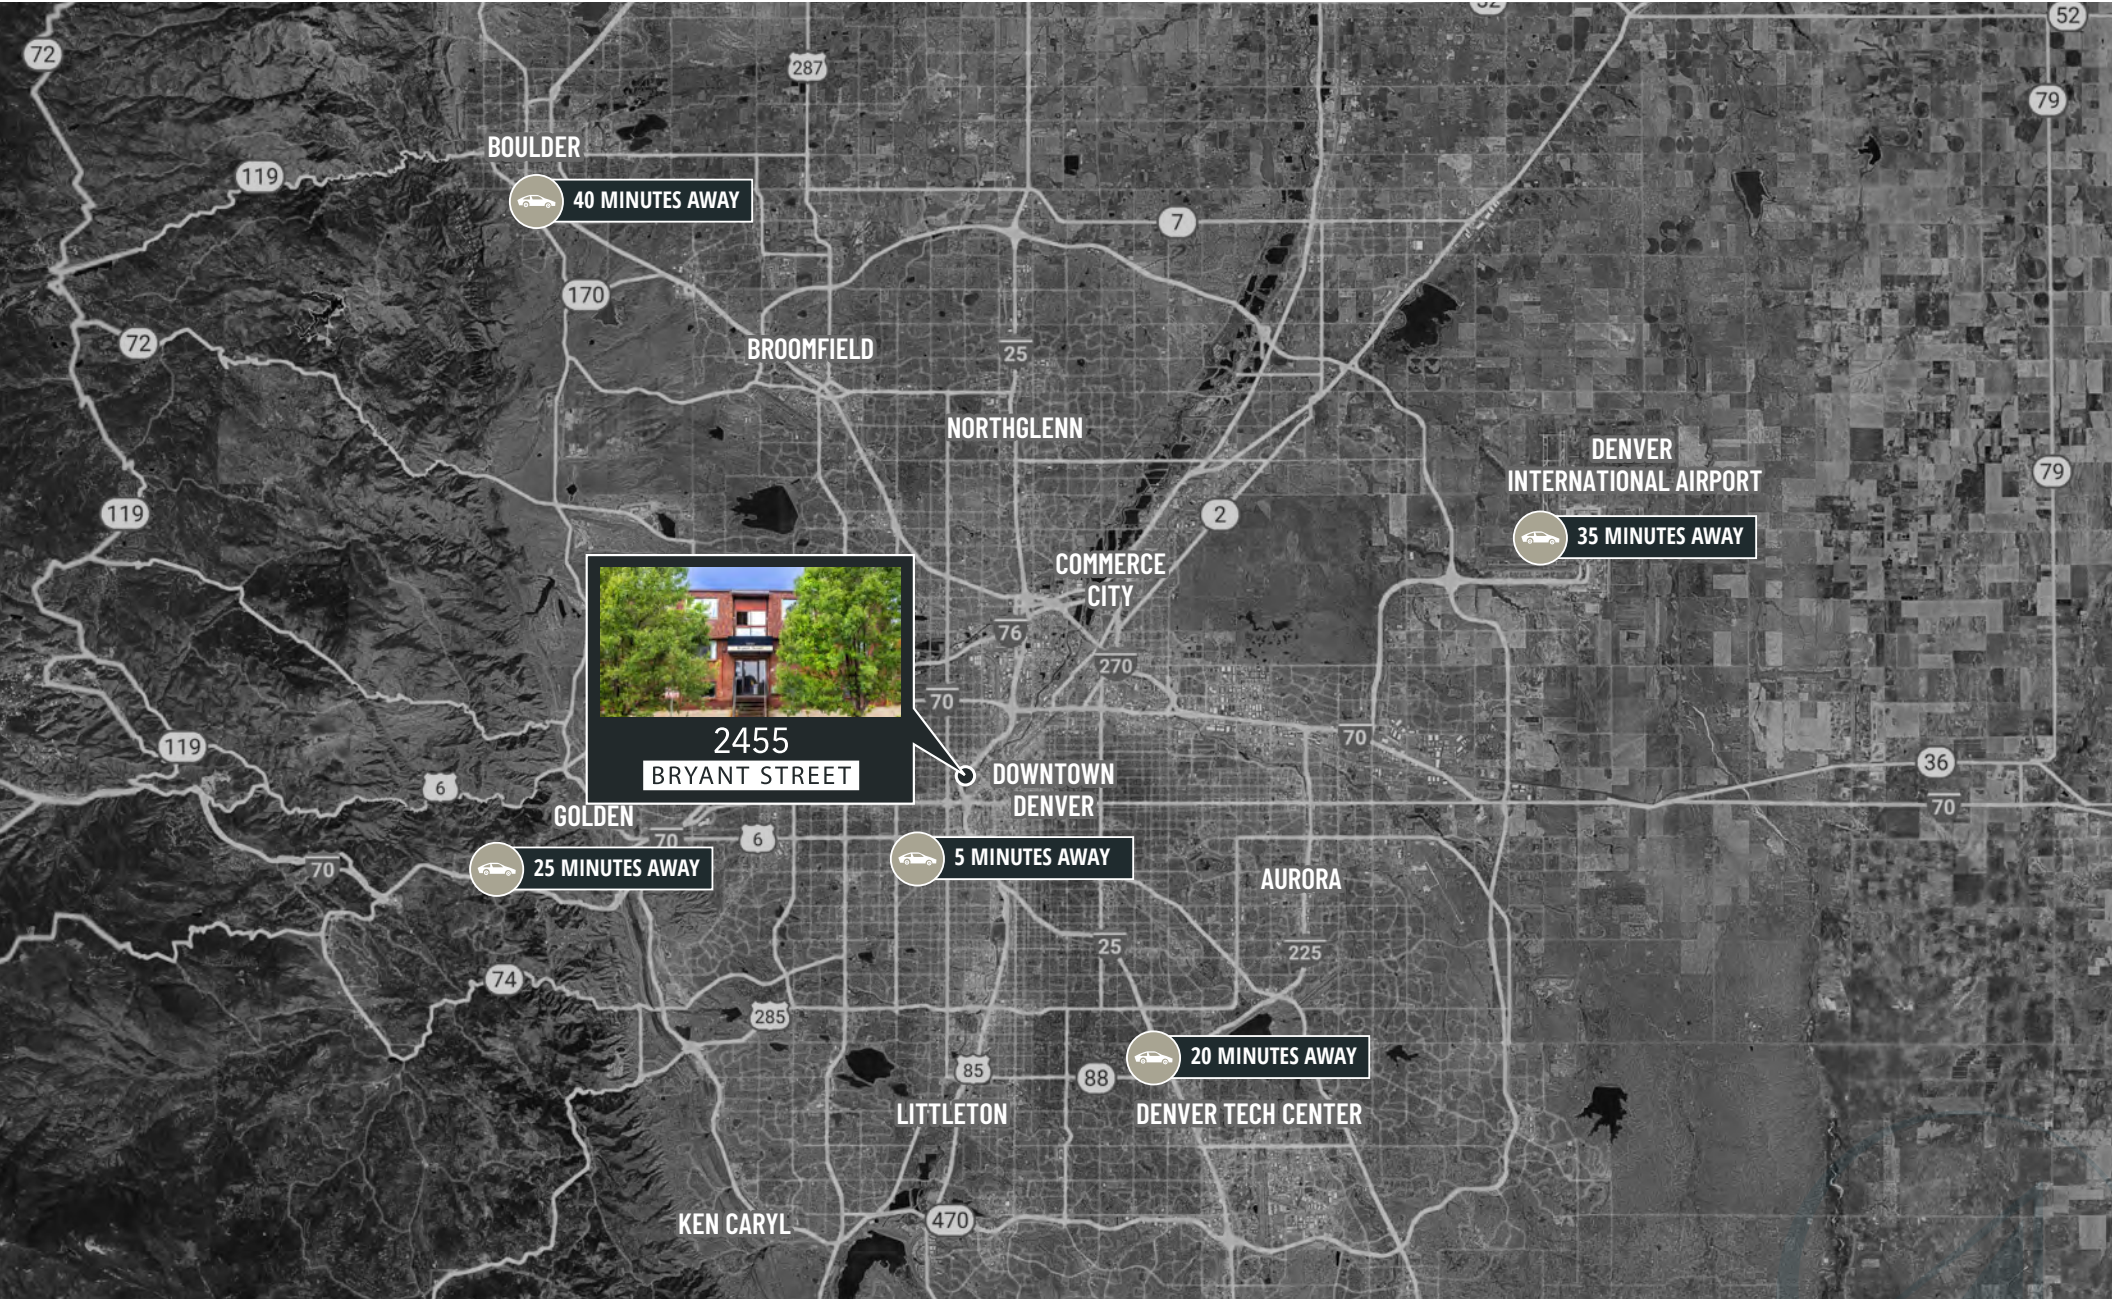 52
52
72
287
79
BOULDER
119
40 MINUTES AWAY
7
170
72
BROOMFIELD
25
NORTHGLENN
DENVER
INTERNATIONAL AIRPORT
79
119
2
35 MINUTES AWAY
COMMERCE
CITY
76
270
70
70
119
2455
BRYANT STREET
DOWNTOWN
DENVER
36
6
70
GOLDEN
70
6
25 MINUTES AWAY
5 MINUTES AWAY
70
AURORA
25
225
74
285
20 MINUTES AWAY
85
88
LITTLETON
DENVER TECH CENTER
KEN CARYL
470